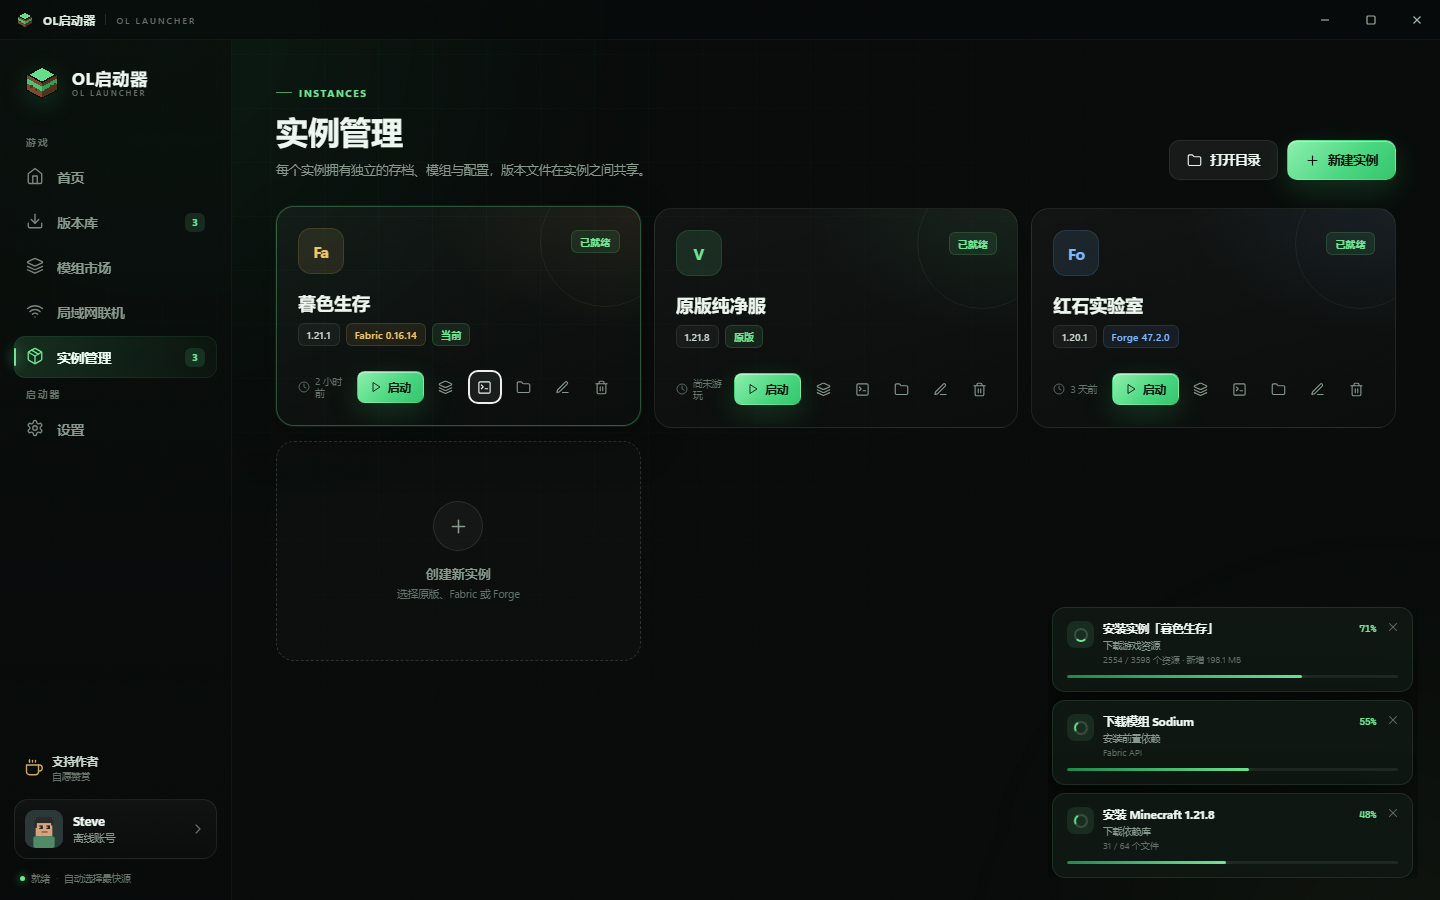 OL启动器 OL LAUNCHER
OL启动器
OL LAUNCHER
游戏
首页
版本库 3
模组市场
局域网联机
实例管理 3
启动器
设置
支持作者
自愿赞赏
Steve
离线账号
就绪 · 自动选择最快源
INSTANCES
实例管理
每个实例拥有独立的存档、模组与配置，版本文件在实例之间共享。
打开目录
新建实例
Fa
已就绪
暮色生存
1.21.1 Fabric 0.16.14 当前
2 小时
前
启动
V
已就绪
原版纯净服
1.21.8 原版
尚未游
玩
启动
Fo
已就绪
红石实验室
1.20.1 Forge 47.2.0
3 天前
启动
创建新实例
选择原版、Fabric 或 Forge
安装实例「暮色生存」 71%
下载游戏资源
2554 / 3598 个资源 · 新增 198.1 MB
下载模组 Sodium 55%
安装前置依赖
Fabric API
安装 Minecraft 1.21.8 48%
下载依赖库
31 / 64 个文件